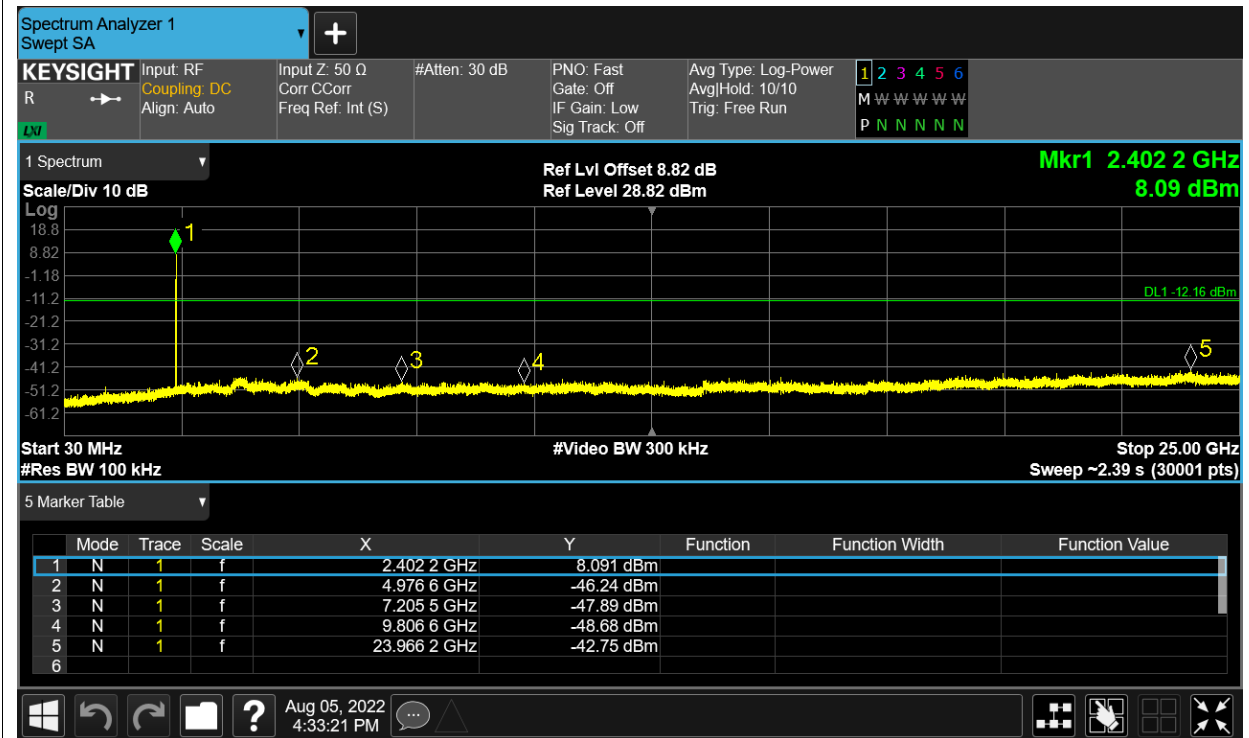 Spectrum Analyzer 1
Swept SA
+
KEYSIGHT
R
LXI
Input: RF
Coupling: DC
Align: Auto
Input Z: 50 Ω
Corr CCorr
Freq Ref: Int (S)
#Atten: 30 dB
PNO: Fast
Gate: Off
IF Gain: Low
Sig Track: Off
Avg Type: Log-Power
Avg|Hold: 10/10
Trig: Free Run
1 2 3 4 5 6
M W W W W W
P N N N N N
1 Spectrum
Scale/Div 10 dB
Ref Lvl Offset 8.82 dB
Ref Level 28.82 dBm
Mkr1 2.402 2 GHz
8.09 dBm
Log
18.8
8.82
-1.18
-11.2
-21.2
-31.2
-41.2
-51.2
-61.2
1
2
3
4
5
DL1 -12.16 dBm
Start 30 MHz
#Res BW 100 kHz
#Video BW 300 kHz
Stop 25.00 GHz
Sweep ~2.39 s (30001 pts)
5 Marker Table
Mode Trace Scale X Y Function Function Width Function Value
1 N 1 f 2.402 2 GHz 8.091 dBm
2 N 1 f 4.976 6 GHz -46.24 dBm
3 N 1 f 7.205 5 GHz -47.89 dBm
4 N 1 f 9.806 6 GHz -48.68 dBm
5 N 1 f 23.966 2 GHz -42.75 dBm
6
?
Aug 05, 2022
4:33:21 PM